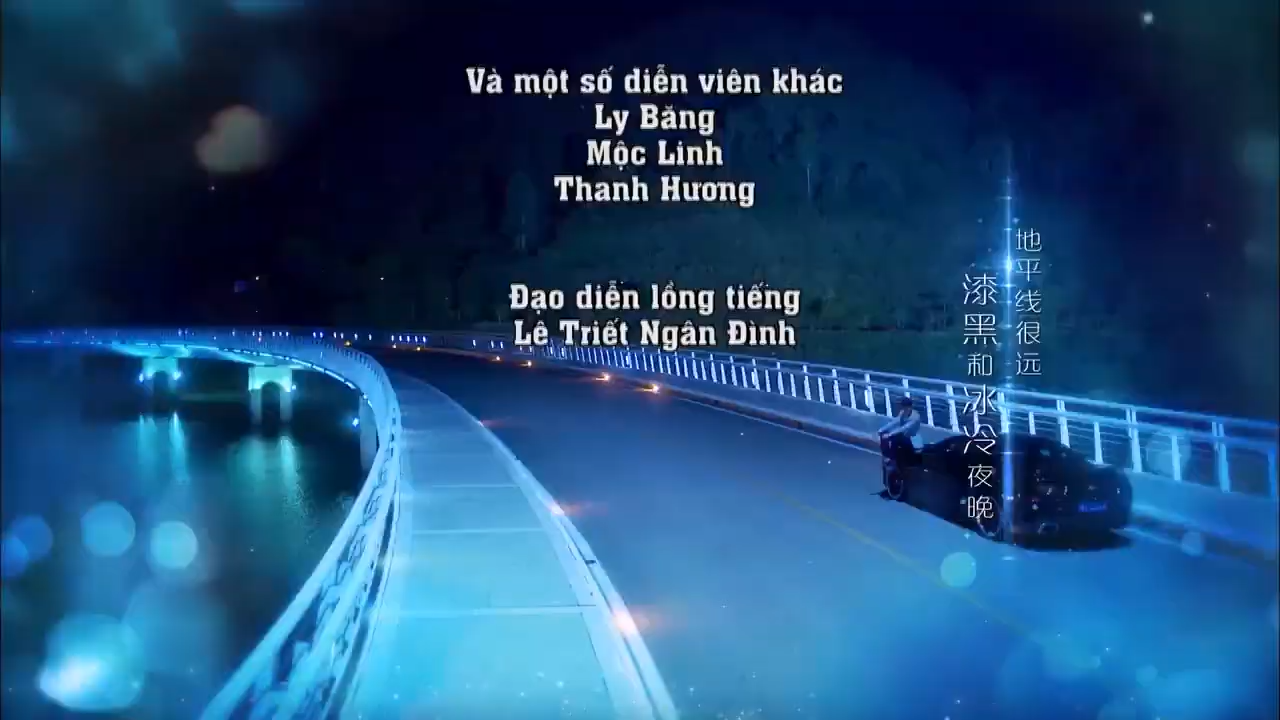 Và một số diễn viên khác
Ly Băng
Mộc Linh
Thanh Hương
Đạo diễn lồng tiếng
Lê Triết Ngân Đình
地平线很远
漆黑和冰冷夜晚